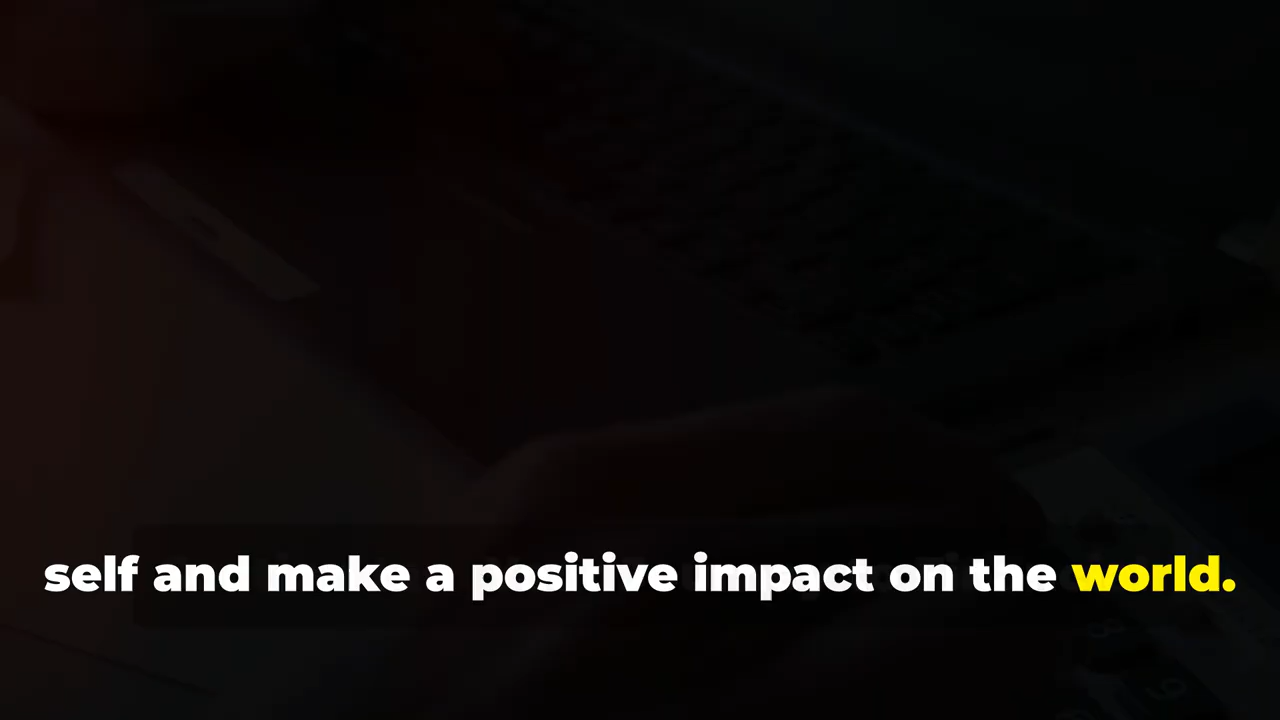 self and make a positive impact on the world.